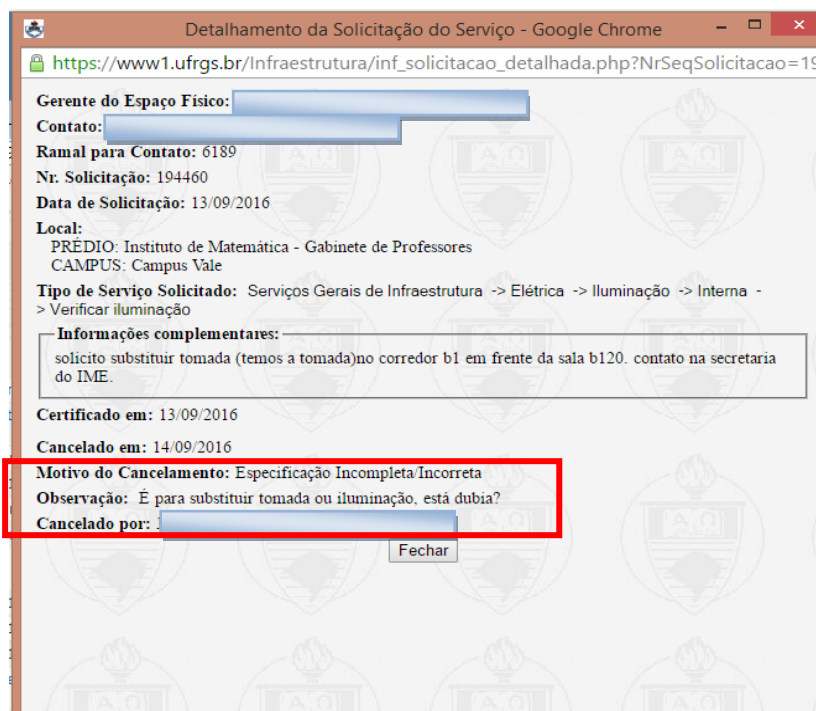 Detalhamento da Solicitação do Serviço - Google Chrome
https://www1.ufrgs.br/Infraestrutura/inf_solicitacao_detalhada.php?NrSeqSolicitacao=19
Gerente do Espaço Físico:
Contato:
Ramal para Contato: 6189
Nr. Solicitação: 194460
Data de Solicitação: 13/09/2016
Local:
PRÉDIO: Instituto de Matemática - Gabinete de Professores
CAMPUS: Campus Vale
Tipo de Serviço Solicitado: Serviços Gerais de Infraestrutura -> Elétrica -> Iluminação -> Interna -
> Verificar iluminação
Informações complementares:
solicito substituir tomada (temos a tomada)no corredor b1 em frente da sala b120. contato na secretaria
do IME.
Certificado em: 13/09/2016
Cancelado em: 14/09/2016
Motivo do Cancelamento: Especificação Incompleta/Incorreta
Observação: É para substituir tomada ou iluminação, está dubia?
Cancelado por:
Fechar